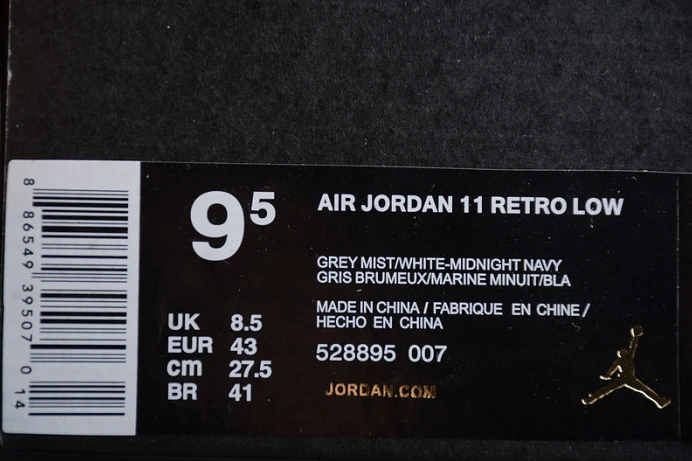 8 86549 39507 0 14
9⁵
AIR JORDAN 11 RETRO LOW
GREY MIST/WHITE-MIDNIGHT NAVY
GRIS BRUMEUX/MARINE MINUIT/BLA
MADE IN CHINA / FABRIQUE EN CHINE /
HECHO EN CHINA
528895 007
JORDAN.COM
UK 8.5
EUR 43
cm 27.5
BR 41